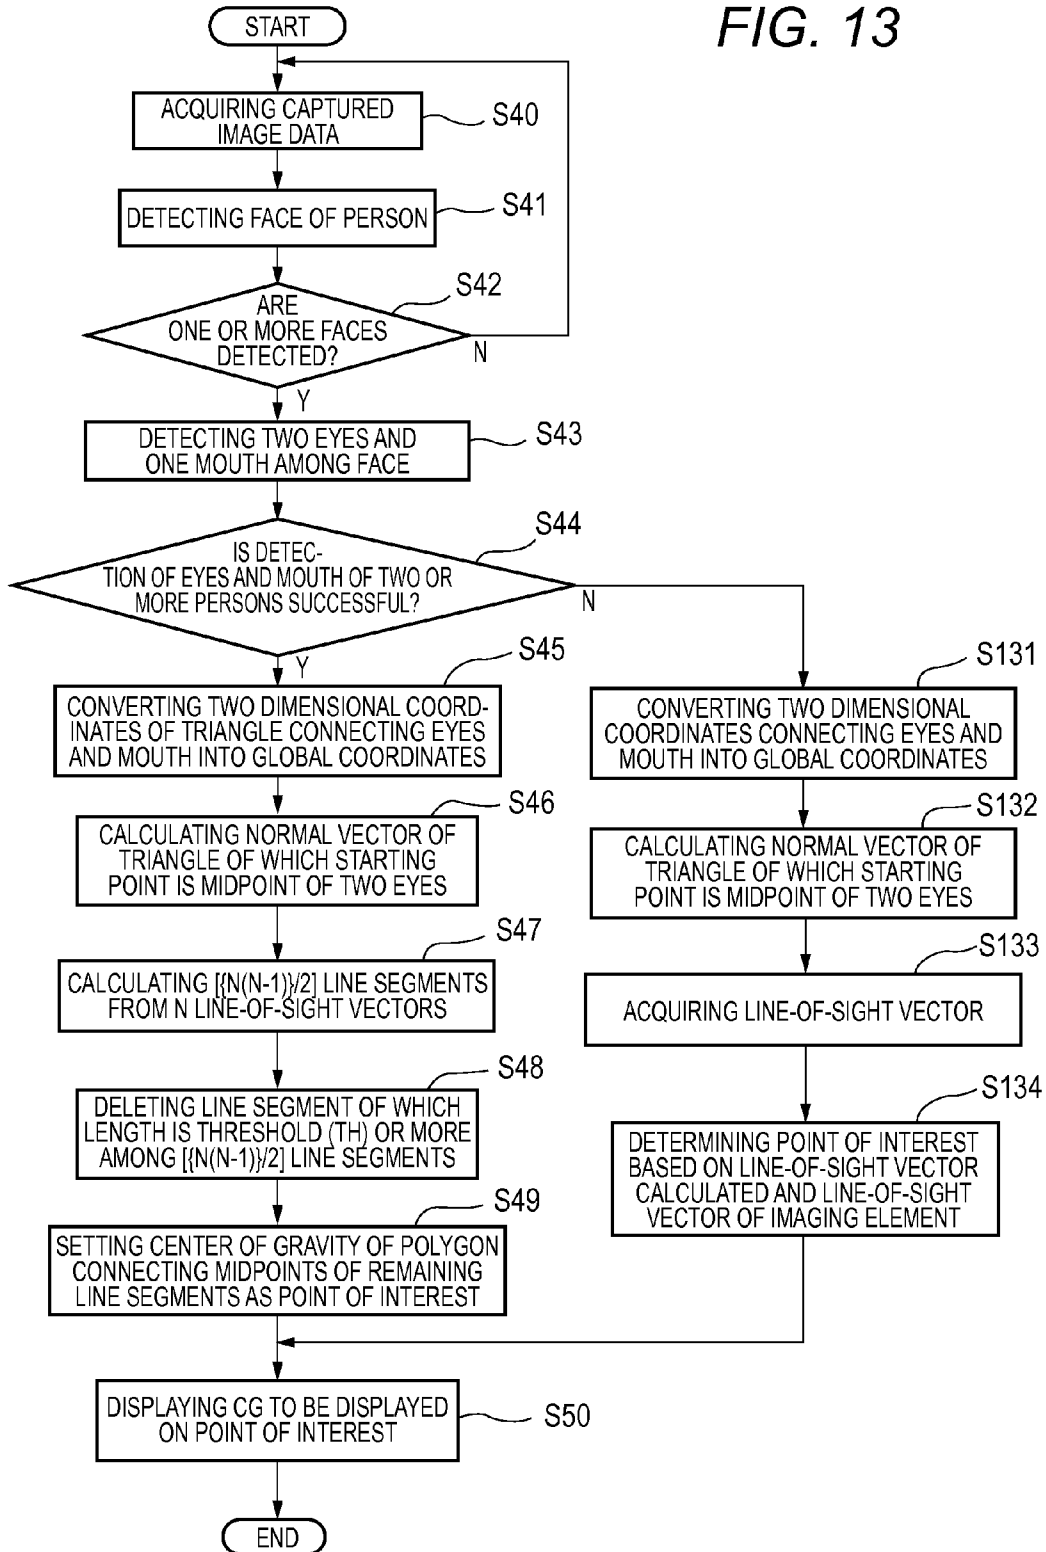 FIG. 13
START
ACQUIRING CAPTURED
IMAGE DATA
S40
DETECTING FACE OF PERSON
S41
S42
ARE
ONE OR MORE FACES
DETECTED?
N
Y
DETECTING TWO EYES AND
ONE MOUTH AMONG FACE
S43
S44
IS DETEC-
TION OF EYES AND MOUTH OF TWO OR
MORE PERSONS SUCCESSFUL?
N
Y
S45
CONVERTING TWO DIMENSIONAL COORD-
INATES OF TRIANGLE CONNECTING EYES
AND MOUTH INTO GLOBAL COORDINATES
S46
CALCULATING NORMAL VECTOR OF
TRIANGLE OF WHICH STARTING
POINT IS MIDPOINT OF TWO EYES
S47
CALCULATING [{N(N-1)}/2] LINE SEGMENTS
FROM N LINE-OF-SIGHT VECTORS
S48
DELETING LINE SEGMENT OF WHICH
LENGTH IS THRESHOLD (TH) OR MORE
AMONG [{N(N-1)}/2] LINE SEGMENTS
S49
SETTING CENTER OF GRAVITY OF POLYGON
CONNECTING MIDPOINTS OF REMAINING
LINE SEGMENTS AS POINT OF INTEREST
S131
CONVERTING TWO DIMENSIONAL
COORDINATES CONNECTING EYES AND
MOUTH INTO GLOBAL COORDINATES
S132
CALCULATING NORMAL VECTOR OF
TRIANGLE OF WHICH STARTING
POINT IS MIDPOINT OF TWO EYES
S133
ACQUIRING LINE-OF-SIGHT VECTOR
S134
DETERMINING POINT OF INTEREST
BASED ON LINE-OF-SIGHT VECTOR
CALCULATED AND LINE-OF-SIGHT
VECTOR OF IMAGING ELEMENT
DISPLAYING CG TO BE DISPLAYED
ON POINT OF INTEREST
S50
END